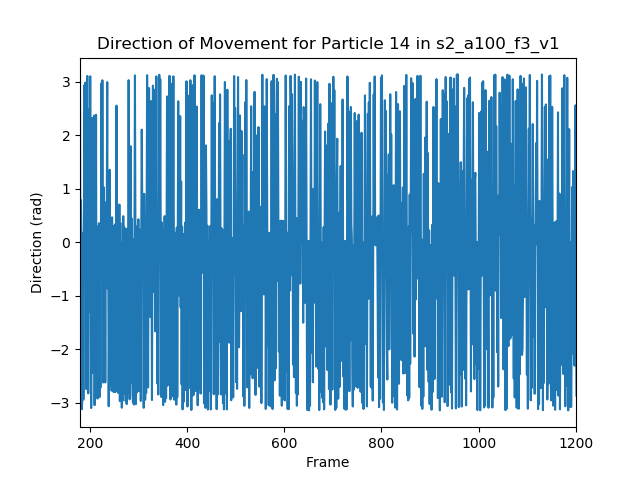 Direction of Movement for Particle 14 in s2_a100_f3_v1
3
2
1
0
−1
−2
−3
Direction (rad)
200 400 600 800 1000 1200
Frame